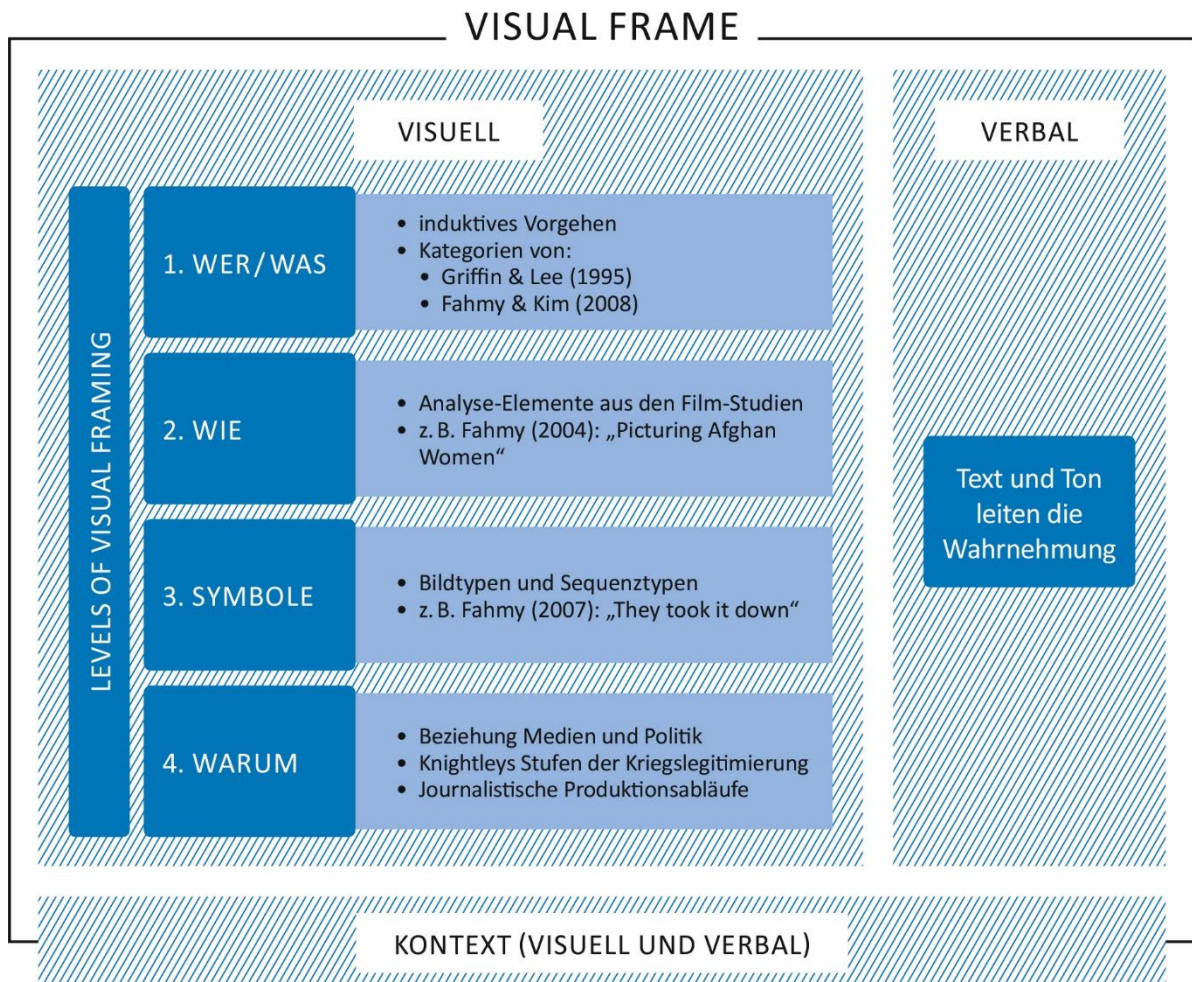 VISUAL FRAME
VISUELL
VERBAL
LEVELS OF VISUAL FRAMING
1. WER / WAS
• induktives Vorgehen
• Kategorien von:
• Griffin & Lee (1995)
• Fahmy & Kim (2008)
2. WIE
• Analyse-Elemente aus den Film-Studien
• z. B. Fahmy (2004): „Picturing Afghan
Women“
3. SYMBOLE
• Bildtypen und Sequenztypen
• z. B. Fahmy (2007): „They took it down“
4. WARUM
• Beziehung Medien und Politik
• Knightleys Stufen der Kriegslegitimierung
• Journalistische Produktionsabläufe
Text und Ton
leiten die
Wahrnehmung
KONTEXT (VISUELL UND VERBAL)